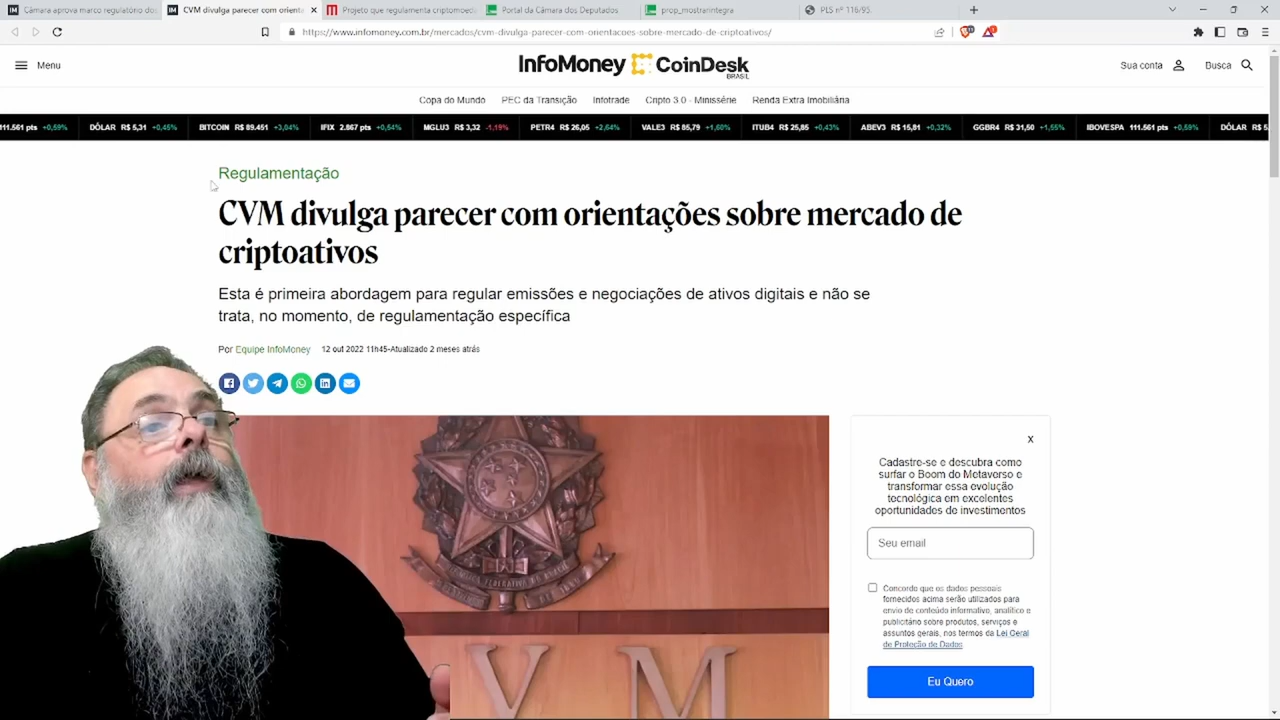 Câmara aprova marco regulatório dos
CVM divulga parecer com orienta
Projeto que regulamenta criptomoed
Portal da Câmara dos Deputados
prop_mostrarintegra
PLS nº 116/95
https://www.infomoney.com.br/mercados/cvm-divulga-parecer-com-orientacoes-sobre-mercado-de-criptoativos/
Menu
InfoMoney CoinDesk
BRASIL
Sua conta
Busca
Copa do Mundo PEC da Transição Infotrade Cripto 3.0 - Minissérie Renda Extra Imobiliária
111.561 pts +0,59% DÓLAR R$ 5,31 +0,45% BITCOIN R$ 89.451 +3,04% IFIX 2.867 pts +0,54% MGLU3 R$ 3,32 -1,19% PETR4 R$ 26,05 +2,64% VALE3 R$ 85,79 +1,60% ITUB4 R$ 25,85 +0,43% ABEV3 R$ 15,81 +0,32% GGBR4 R$ 31,50 +1,55% IBOVESPA 111.561 pts +0,59% DÓLAR R$ 5,
Regulamentação
CVM divulga parecer com orientações sobre mercado de
criptoativos
Esta é primeira abordagem para regular emissões e negociações de ativos digitais e não se
trata, no momento, de regulamentação específica
Por Equipe InfoMoney 12 out 2022 11h45-Atualizado 2 meses atrás
X
Cadastre-se e descubra como
surfar o Boom do Metaverso e
transformar essa evolução
tecnológica em excelentes
oportunidades de investimentos
Seu email
Concordo que os dados pessoais
fornecidos acima serão utilizados para
envio de conteúdo informativo, analítico e
publicitário sobre produtos, serviços e
assuntos gerais, nos termos da Lei Geral
de Proteção de Dados
Eu Quero
V M